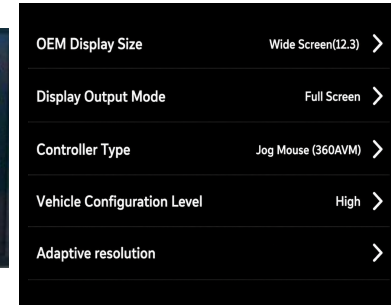 OEM Display Size Wide Screen(12.3)
Display Output Mode Full Screen
Controller Type Jog Mouse (360AVM)
Vehicle Configuration Level High
Adaptive resolution